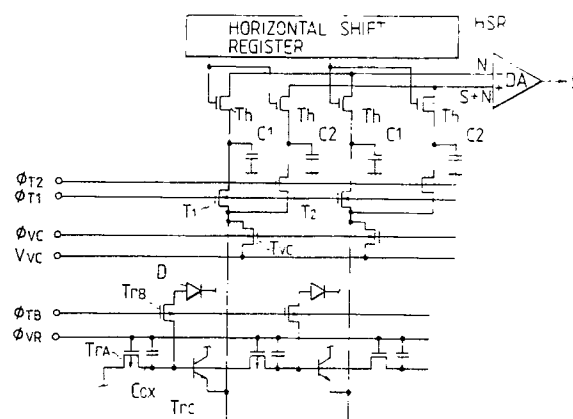 HORIZONTAL SHIFT REGISTER
HSR
N
DA
S+N
Th
Th
Th
Th
C1
C2
C1
C2
ΦT2
ΦT1
T1
T2
ΦVC
VVC
TVC
D
TrB
ΦTB
ΦVR
TrA
Cox
Trc